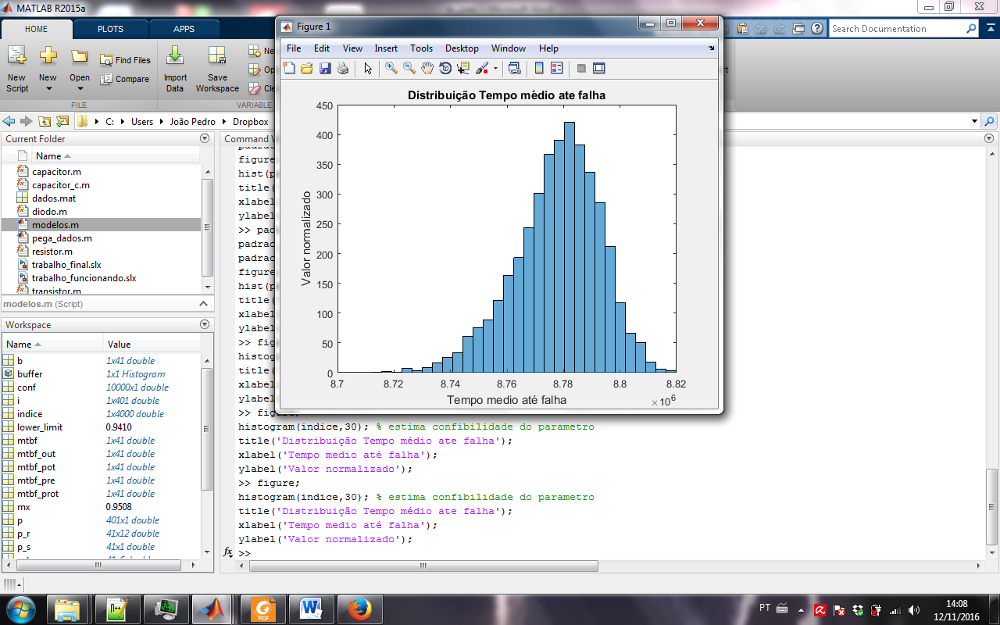 MATLAB R2015a
HOME PLOTS APPS
Search Documentation
New Script
New
Open
Find Files
Compare
Import Data
Save Workspace
FILE
VARIABLE
C: Users João Pedro Dropbox
Current Folder
Name
capacitor.m
capacitor_c.m
dados.mat
diodo.m
modelos.m
pega_dados.m
resistor.m
trabalho_final.slx
trabalho_funcionando.slx
transistor.m
modelos.m (Script)
Workspace
Name Value
b 1x41 double
buffer 1x1 Histogram
conf 10000x1 double
i 1x401 double
indice 1x4000 double
lower_limit 0.9410
mtbf 1x41 double
mtbf_out 1x41 double
mtbf_pot 1x41 double
mtbf_pre 1x41 double
mtbf_prot 1x41 double
mx 0.9508
p 401x1 double
p_r 41x12 double
p_s 41x1 double
Figure 1
File Edit View Insert Tools Desktop Window Help
Distribuição Tempo médio ate falha
Valor normalizado
450
400
350
300
250
200
150
100
50
0
8.7 8.72 8.74 8.76 8.78 8.8 8.82
×10⁶
Tempo medio até falha
Command
figure
hist(p
title(
xlabel
ylabel
>> pad
padrac
padrac
figure
hist(p
title(
xlabel
ylabel
>> fig
histog
title(
xlabel
ylabel
>> figure;
histogram(indice,30); % estima confibilidade do parametro
title('Distribuição Tempo médio ate falha');
xlabel('Tempo medio até falha');
ylabel('Valor normalizado');
>> figure;
histogram(indice,30); % estima confibilidade do parametro
title('Distribuição Tempo médio ate falha');
xlabel('Tempo medio até falha');
ylabel('Valor normalizado');
fx >>
PDF
PT
14:08
12/11/2016